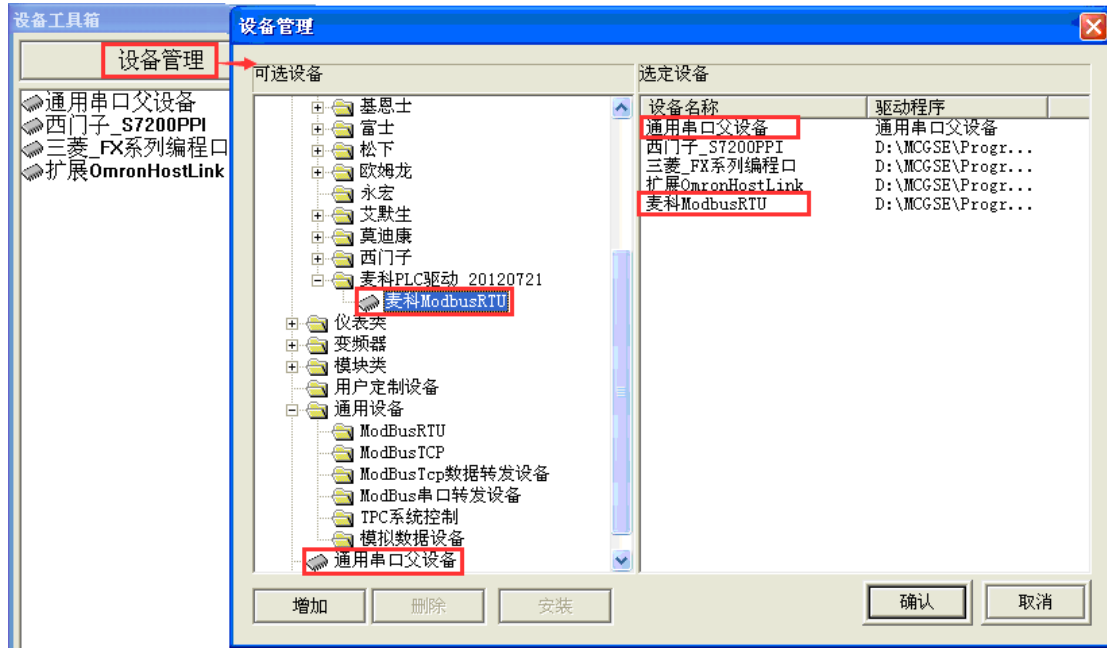 设备工具箱
设备管理
通用串口父设备
西门子_S7200PPI
三菱_FX系列编程口
扩展OmronHostLink
设备管理
可选设备
基恩士
富士
松下
欧姆龙
永宏
艾默生
莫迪康
西门子
麦科PLC驱动_20120721
麦科ModbusRTU
仪表类
变频器
模块类
用户定制设备
通用设备
ModBusRTU
ModBusTCP
ModBusTcp数据转发设备
ModBus串口转发设备
TPC系统控制
模拟数据设备
通用串口父设备
增加 删除 安装
选定设备
设备名称 驱动程序
通用串口父设备 通用串口父设备
西门子_S7200PPI D:\MCGSE\Progr...
三菱_FX系列编程口 D:\MCGSE\Progr...
扩展OmronHostLink D:\MCGSE\Progr...
麦科ModbusRTU D:\MCGSE\Progr...
确认 取消